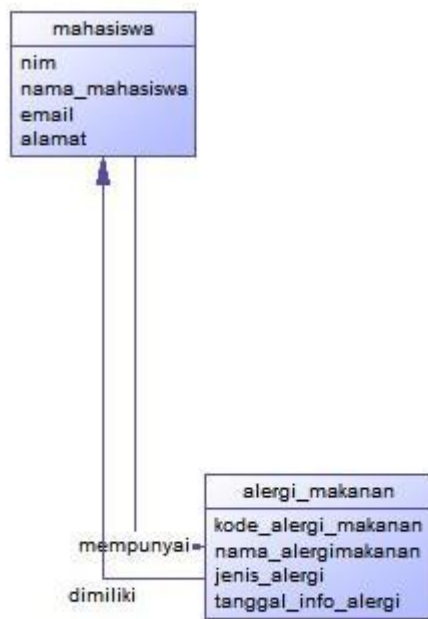 mahasiswa
nim
nama_mahasiswa
email
alamat
alergi_makanan
kode_alergi_makanan
mempunyai
nama_alergimakanan
jenis_alergi
dimiliki
tanggal_info_alergi